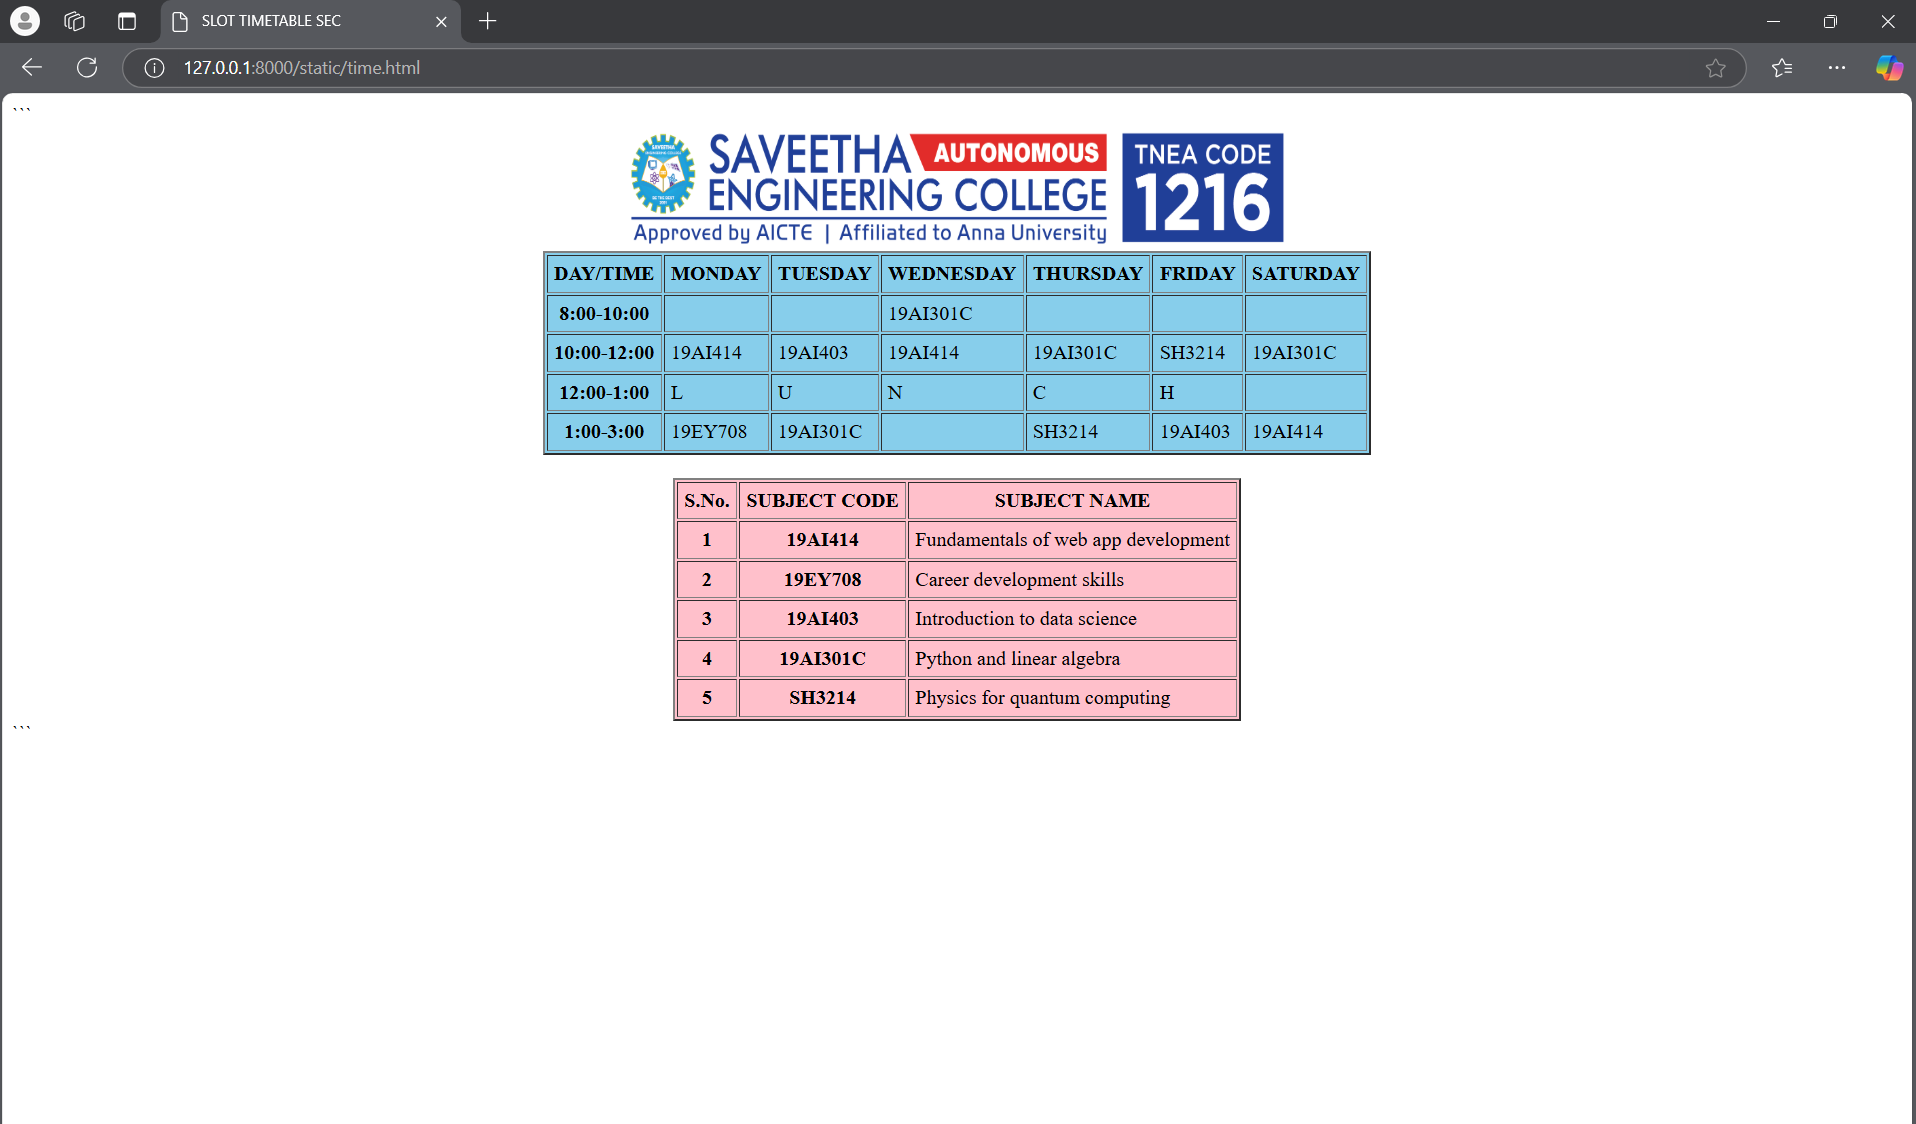 SLOT TIMETABLE SEC
127.0.0.1:8000/static/time.html
```
SAVEETHA AUTONOMOUS
ENGINEERING COLLEGE
Approved by AICTE | Affiliated to Anna University
TNEA CODE
1216
DAY/TIME MONDAY TUESDAY WEDNESDAY THURSDAY FRIDAY SATURDAY
8:00-10:00 19AI301C
10:00-12:00 19AI414 19AI403 19AI414 19AI301C SH3214 19AI301C
12:00-1:00 L U N C H
1:00-3:00 19EY708 19AI301C SH3214 19AI403 19AI414
S.No. SUBJECT CODE SUBJECT NAME
1 19AI414 Fundamentals of web app development
2 19EY708 Career development skills
3 19AI403 Introduction to data science
4 19AI301C Python and linear algebra
5 SH3214 Physics for quantum computing
```